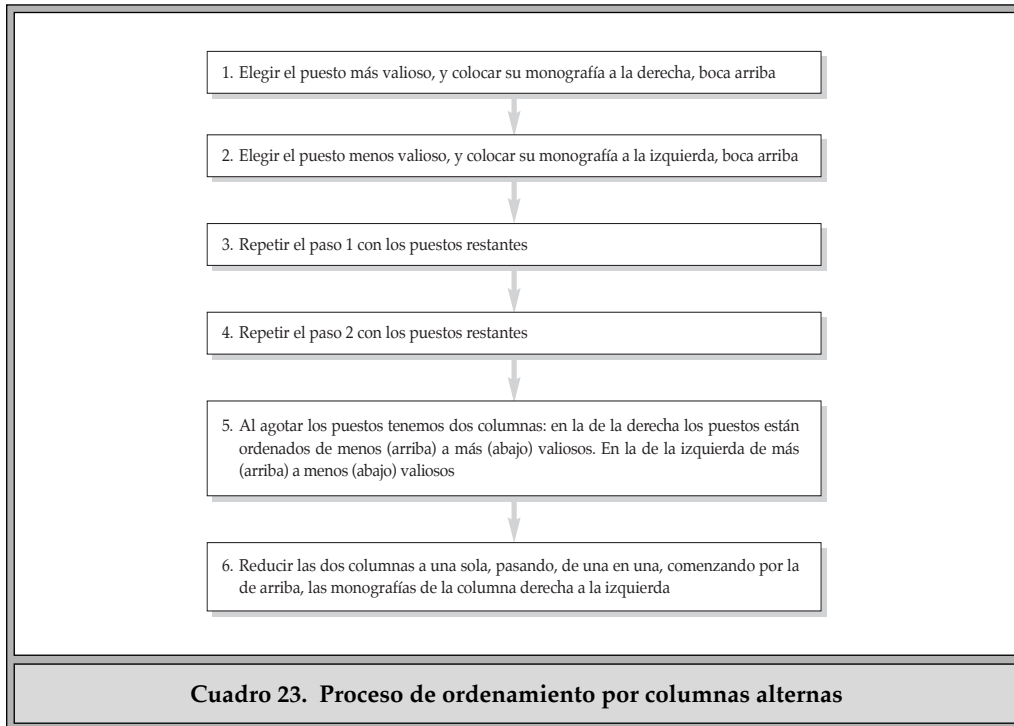 1. Elegir el puesto más valioso, y colocar su monografía a la derecha, boca arriba
2. Elegir el puesto menos valioso, y colocar su monografía a la izquierda, boca arriba
3. Repetir el paso 1 con los puestos restantes
4. Repetir el paso 2 con los puestos restantes
5. Al agotar los puestos tenemos dos columnas: en la de la derecha los puestos están
ordenados de menos (arriba) a más (abajo) valiosos. En la de la izquierda de más
(arriba) a menos (abajo) valiosos
6. Reducir las dos columnas a una sola, pasando, de una en una, comenzando por la
de arriba, las monografías de la columna derecha a la izquierda
Cuadro 23. Proceso de ordenamiento por columnas alternas